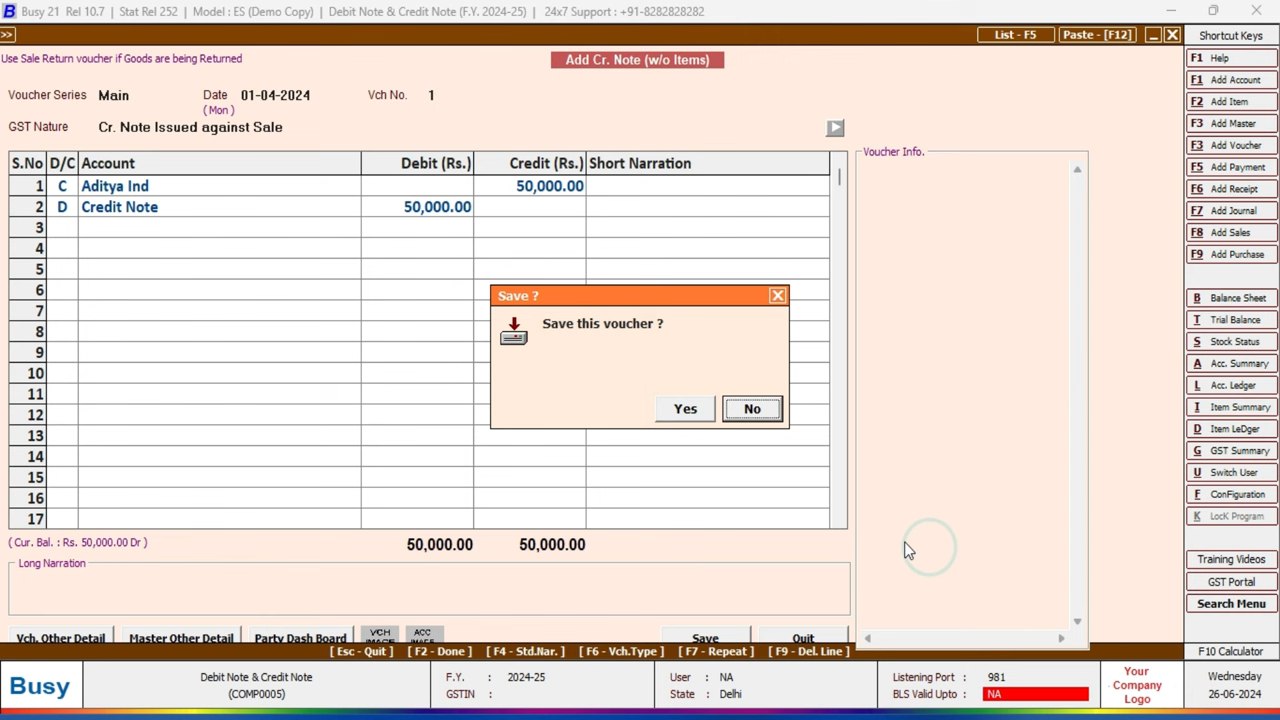 Busy 21 Rel 10.7 | Stat Rel 252 | Model : ES (Demo Copy) | Debit Note & Credit Note (F.Y. 2024-25) | 24x7 Support : +91-8282828282
>> List - F5 Paste - [F12] Shortcut Keys
Use Sale Return voucher if Goods are being Returned
Add Cr. Note (w/o Items)
Voucher Series Main Date 01-04-2024 Vch No. 1
( Mon )
GST Nature Cr. Note Issued against Sale
S.No D/C Account Debit (Rs.) Credit (Rs.) Short Narration
1 C Aditya Ind 50,000.00
2 D Credit Note 50,000.00
3
4
5
6
7
8
9
10
11
12
13
14
15
16
17
( Cur. Bal. : Rs. 50,000.00 Dr ) 50,000.00 50,000.00
Long Narration
Voucher Info.
Save ?
Save this voucher ?
Yes No
Vch. Other Detail Master Other Detail Party Dash Board VCH IMAGE ACC IMAGE Save Quit
[ Esc - Quit ] [ F2 - Done ] [ F4 - Std.Nar. ] [ F6 - Vch.Type ] [ F7 - Repeat ] [ F9 - Del. Line ]
F1 Help
F1 Add Account
F2 Add Item
F3 Add Master
F3 Add Voucher
F5 Add Payment
F6 Add Receipt
F7 Add Journal
F8 Add Sales
F9 Add Purchase
B Balance Sheet
T Trial Balance
S Stock Status
A Acc. Summary
L Acc. Ledger
I Item Summary
D Item LeDger
G GST Summary
U Switch User
F ConFiguration
K LocK Program
Training Videos
GST Portal
Search Menu
F10 Calculator
Busy
Debit Note & Credit Note
(COMP0005)
F.Y. : 2024-25
GSTIN :
User : NA
State : Delhi
Listening Port : 981
BLS Valid Upto : NA
Your
Company
Logo
Wednesday
26-06-2024